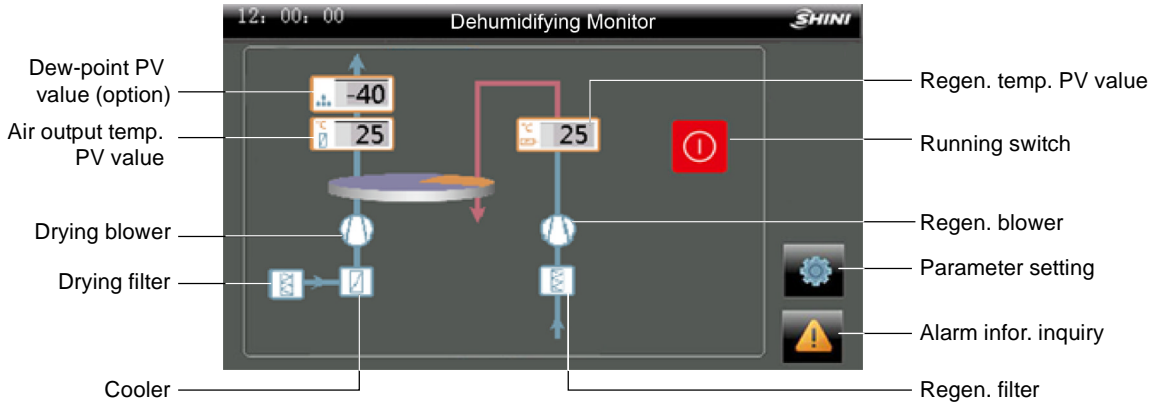 12: 00: 00 Dehumidifying Monitor SHINI
Dew-point PV
value (option)
-40
Air output temp.
PV value
°C
25
Drying blower
Drying filter
Cooler
°C
25
Regen. temp. PV value
Running switch
Regen. blower
Parameter setting
Alarm infor. inquiry
Regen. filter